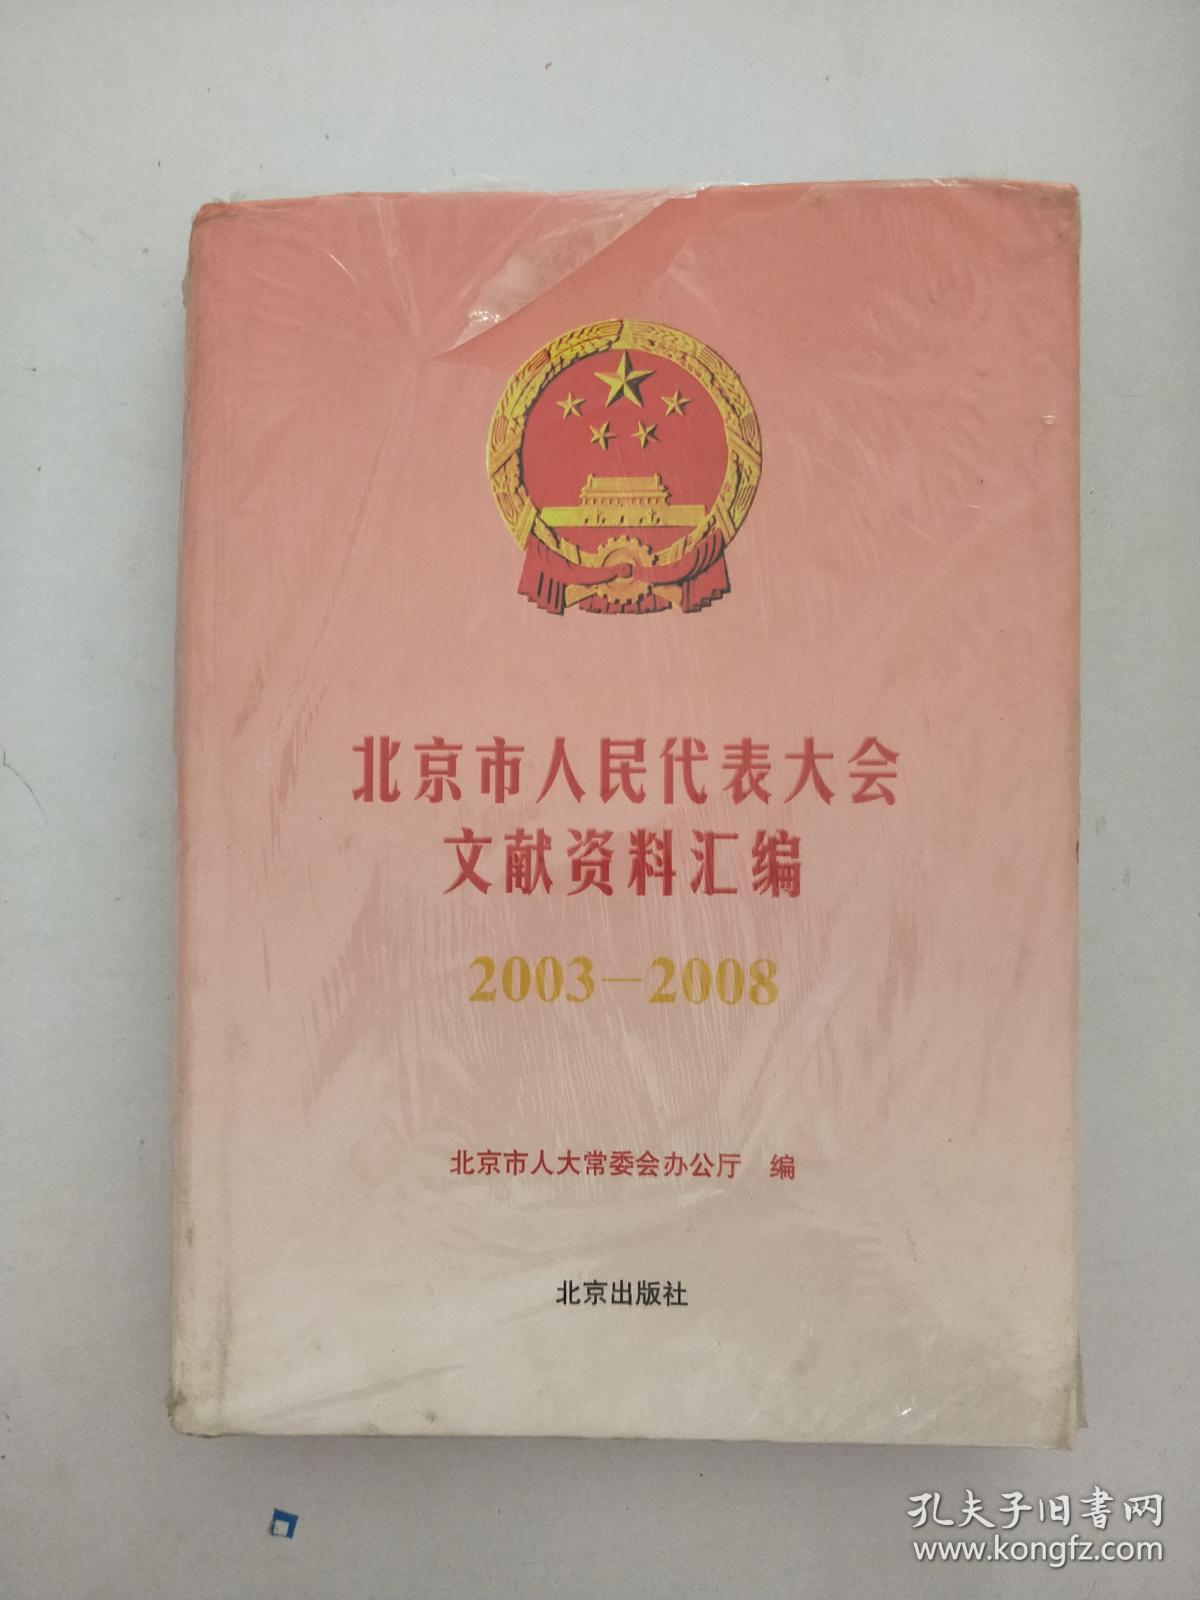 北京市人民代表大会
文献资料汇编
2003—2008
北京市人大常委会办公厅 编
北京出版社
孔夫子旧书网
www.kongfz.com